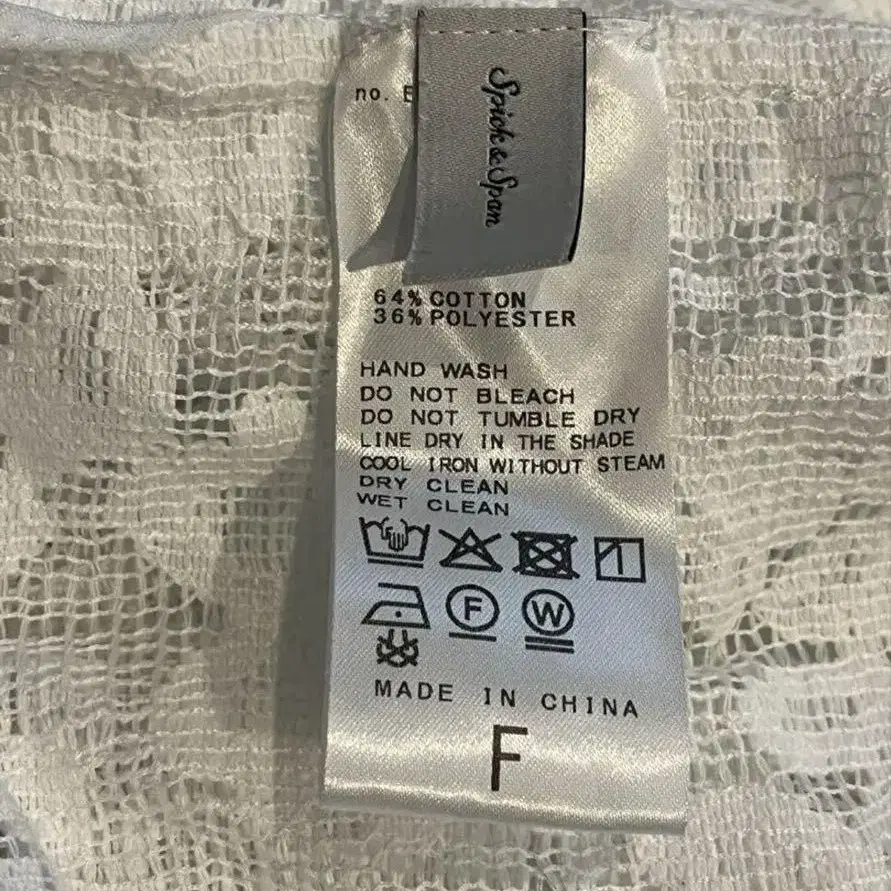 Spick & Span
no.
64% COTTON
36% POLYESTER
HAND WASH
DO NOT BLEACH
DO NOT TUMBLE DRY
LINE DRY IN THE SHADE
COOL IRON WITHOUT STEAM
DRY CLEAN
WET CLEAN
F W
MADE IN CHINA
F